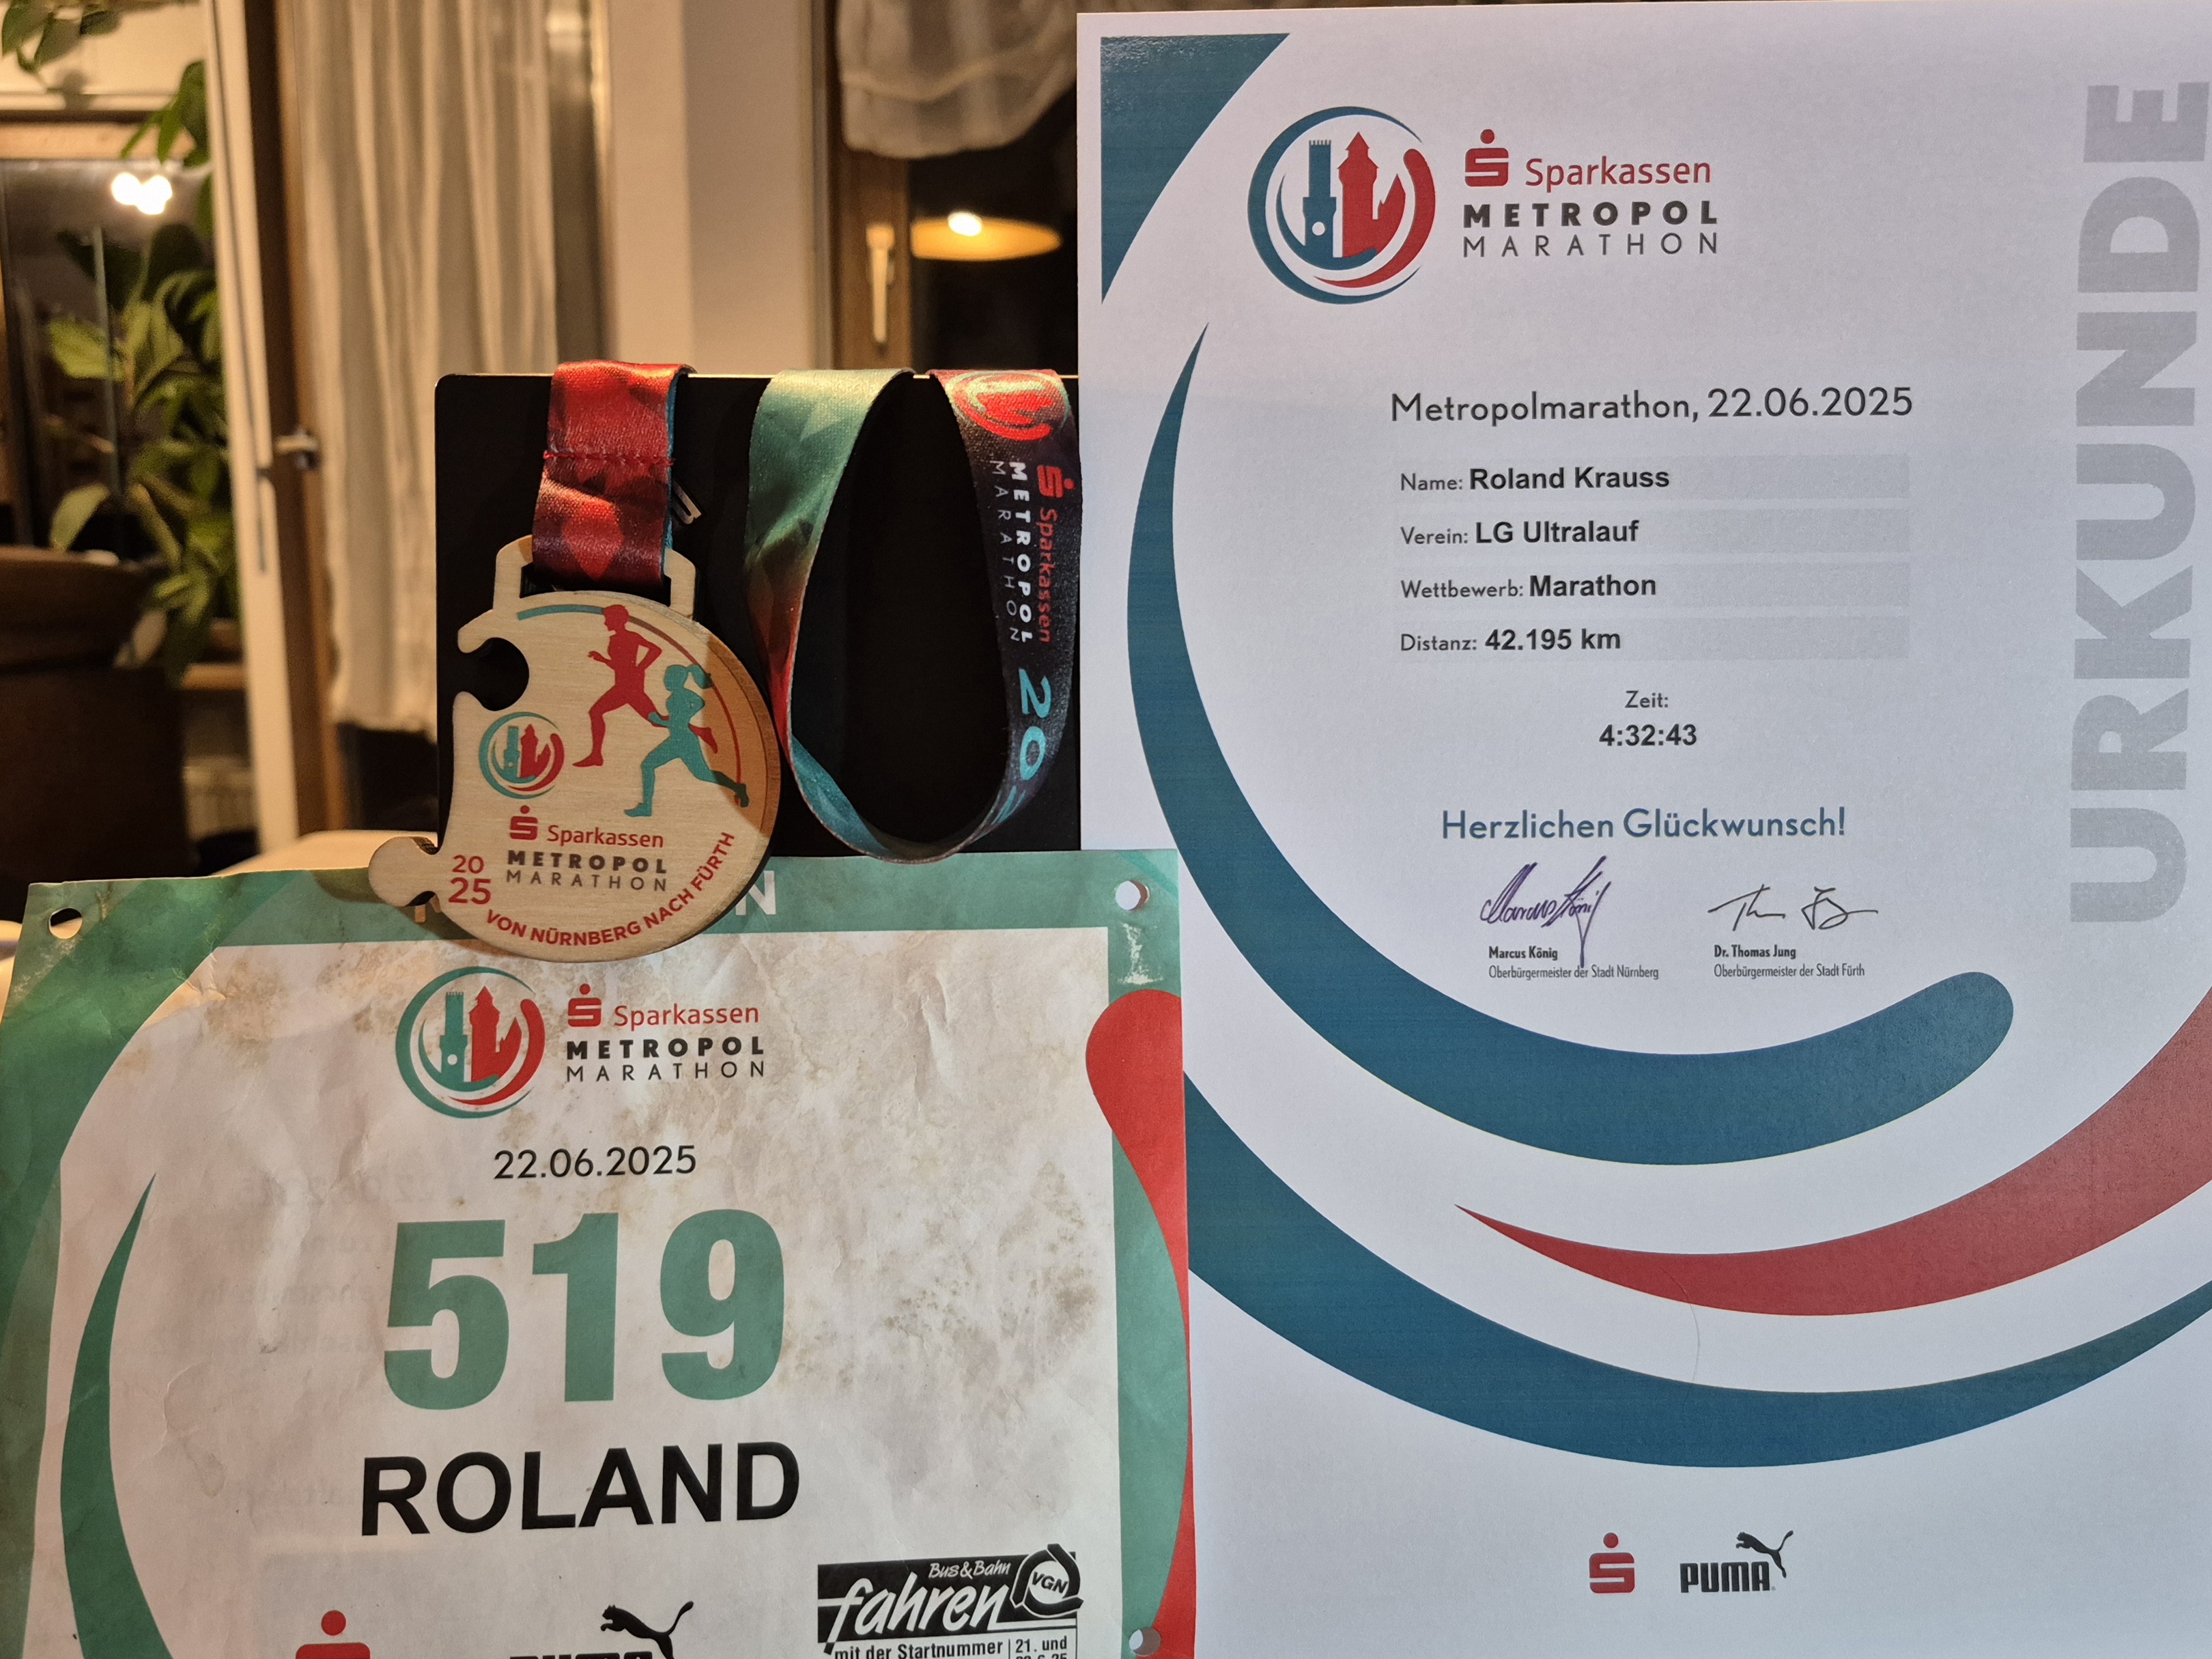 Sparkassen
METROPOL
MARATHON
20
Sparkassen
METROPOL
MARATHON
20
25
VON NÜRNBERG NACH FÜRTH
N
Sparkassen
METROPOL
MARATHON
22.06.2025
519
ROLAND
Bus&Bahn
fahren
VGN
mit der Startnummer
21. und
Sparkassen
METROPOL
MARATHON
URKUNDE
Metropolmarathon, 22.06.2025
Name: Roland Krauss
Verein: LG Ultralauf
Wettbewerb: Marathon
Distanz: 42.195 km
Zeit:
4:32:43
Herzlichen Glückwunsch!
Marcus König
Oberbürgermeister der Stadt Nürnberg
Dr. Thomas Jung
Oberbürgermeister der Stadt Fürth
PUMA